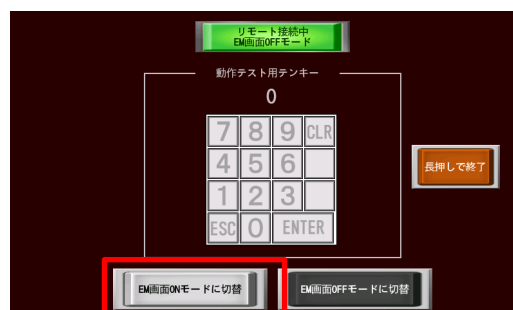 リモート接続中
EM画面OFFモード
動作テスト用テンキー
0
7 8 9 CLR
4 5 6
長押しで終了
1 2 3
ESC 0 ENTER
EM画面ONモードに切替
EM画面OFFモードに切替